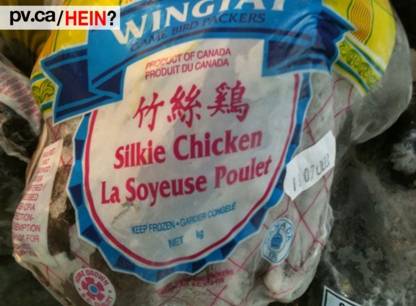 pv.ca/HEIN?
WINGTAT
GAME BIRD PACKERS
PRODUCT OF CANADA
PRODUIT DU CANADA
竹絲鷄
Silkie Chicken
La Soyeuse Poulet
KEEP FROZEN • GARDER CONGELÉ
NET kg